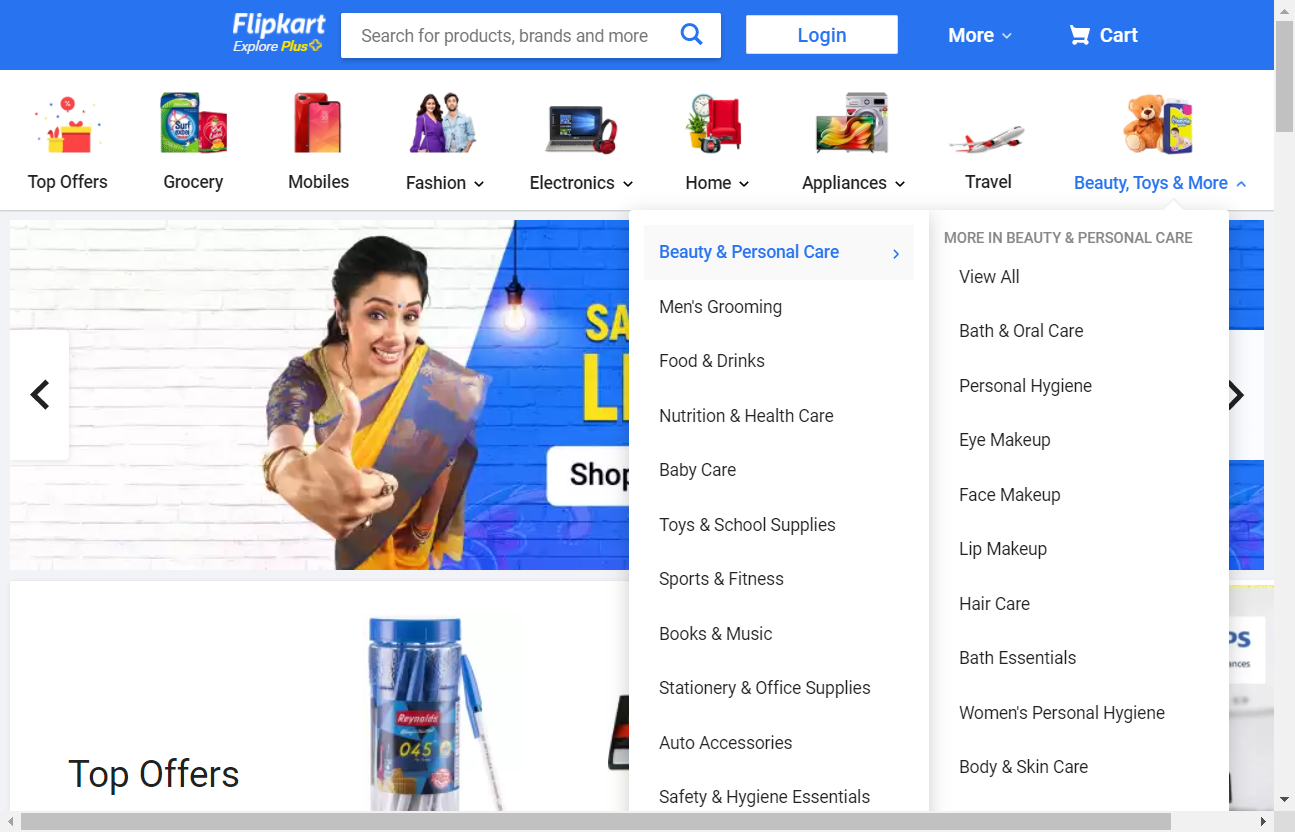 Flipkart
Explore Plus
Search for products, brands and more
Login
More
Cart
Top Offers
Grocery
Mobiles
Fashion
Electronics
Home
Appliances
Travel
Beauty, Toys & More
Surf excel
Beauty & Personal Care
Men's Grooming
Food & Drinks
Nutrition & Health Care
Baby Care
Toys & School Supplies
Sports & Fitness
Books & Music
Stationery & Office Supplies
Auto Accessories
Safety & Hygiene Essentials
MORE IN BEAUTY & PERSONAL CARE
View All
Bath & Oral Care
Personal Hygiene
Eye Makeup
Face Makeup
Lip Makeup
Hair Care
Bath Essentials
Women's Personal Hygiene
Body & Skin Care
SA
LI
Shop
Top Offers
Reynolds
045
PS
nces